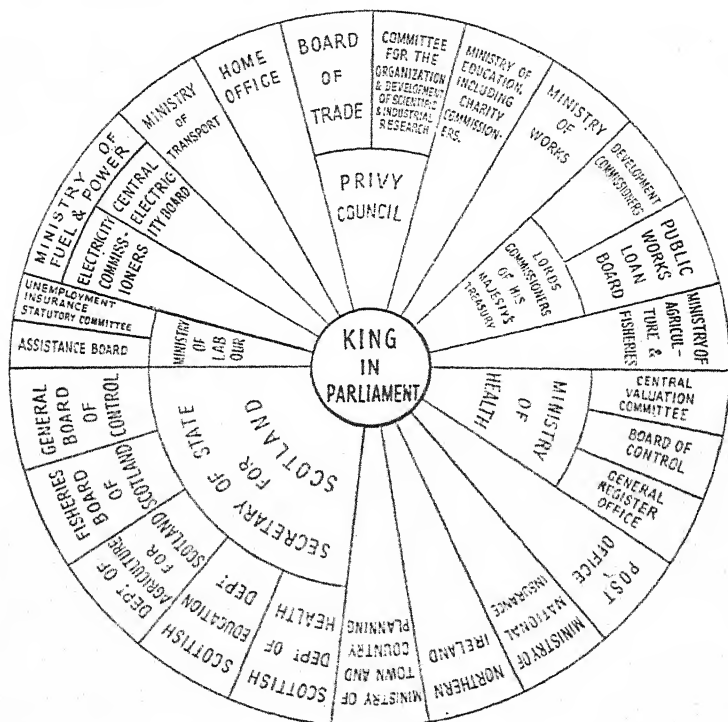 KING
IN
PARLIAMENT
HOME
OFFICE
BOARD
OF
TRADE
COMMITTEE
FOR THE
ORGANIZATION
& DEVELOPMENT
OF SCIENTIFIC
& INDUSTRIAL
RESEARCH
PRIVY
COUNCIL
MINISTRY OF
EDUCATION,
INCLUDING
CHARITY
COMMISSION-
ERS.
MINISTRY
OF
WORKS
DEVELOPMENT
COMMISSIONERS
PUBLIC
WORKS
LOAN
BOARD
LORDS
COMMISSIONERS
OF HIS
MAJESTY'S
TREASURY
MINISTRY OF
AGRICUL-
TURE &
FISHERIES
CENTRAL
VALUATION
COMMITTEE
BOARD OF
CONTROL
GENERAL
REGISTER
OFFICE
MINISTRY
OF
HEALTH
POST
OFFICE
MINISTRY OF
NATIONAL
INSURANCE
NORTHERN
IRELAND
MINISTRY OF
TOWN AND
COUNTRY
PLANNING
SCOTTISH
DEPT OF
HEALTH
SCOTTISH
EDUCATION
DEPT
DEPT OF
AGRICULTURE
FOR
SCOTLAND
FISHERIES
BOARD
OF
SCOTLAND
GENERAL
BOARD
OF
CONTROL
SECRETARY OF STATE
FOR
SCOTLAND
ASSISTANCE BOARD
UNEMPLOYMENT
INSURANCE
STATUTORY COMMITTEE
MINISTRY
OF
LAB
OUR
MINISTRY OF
FUEL & POWER
ELECTRICITY
COMMISS-
IONERS
CENTRAL
ELECTRIC-
ITY BOARD
MINISTRY
OF
TRANSPORT